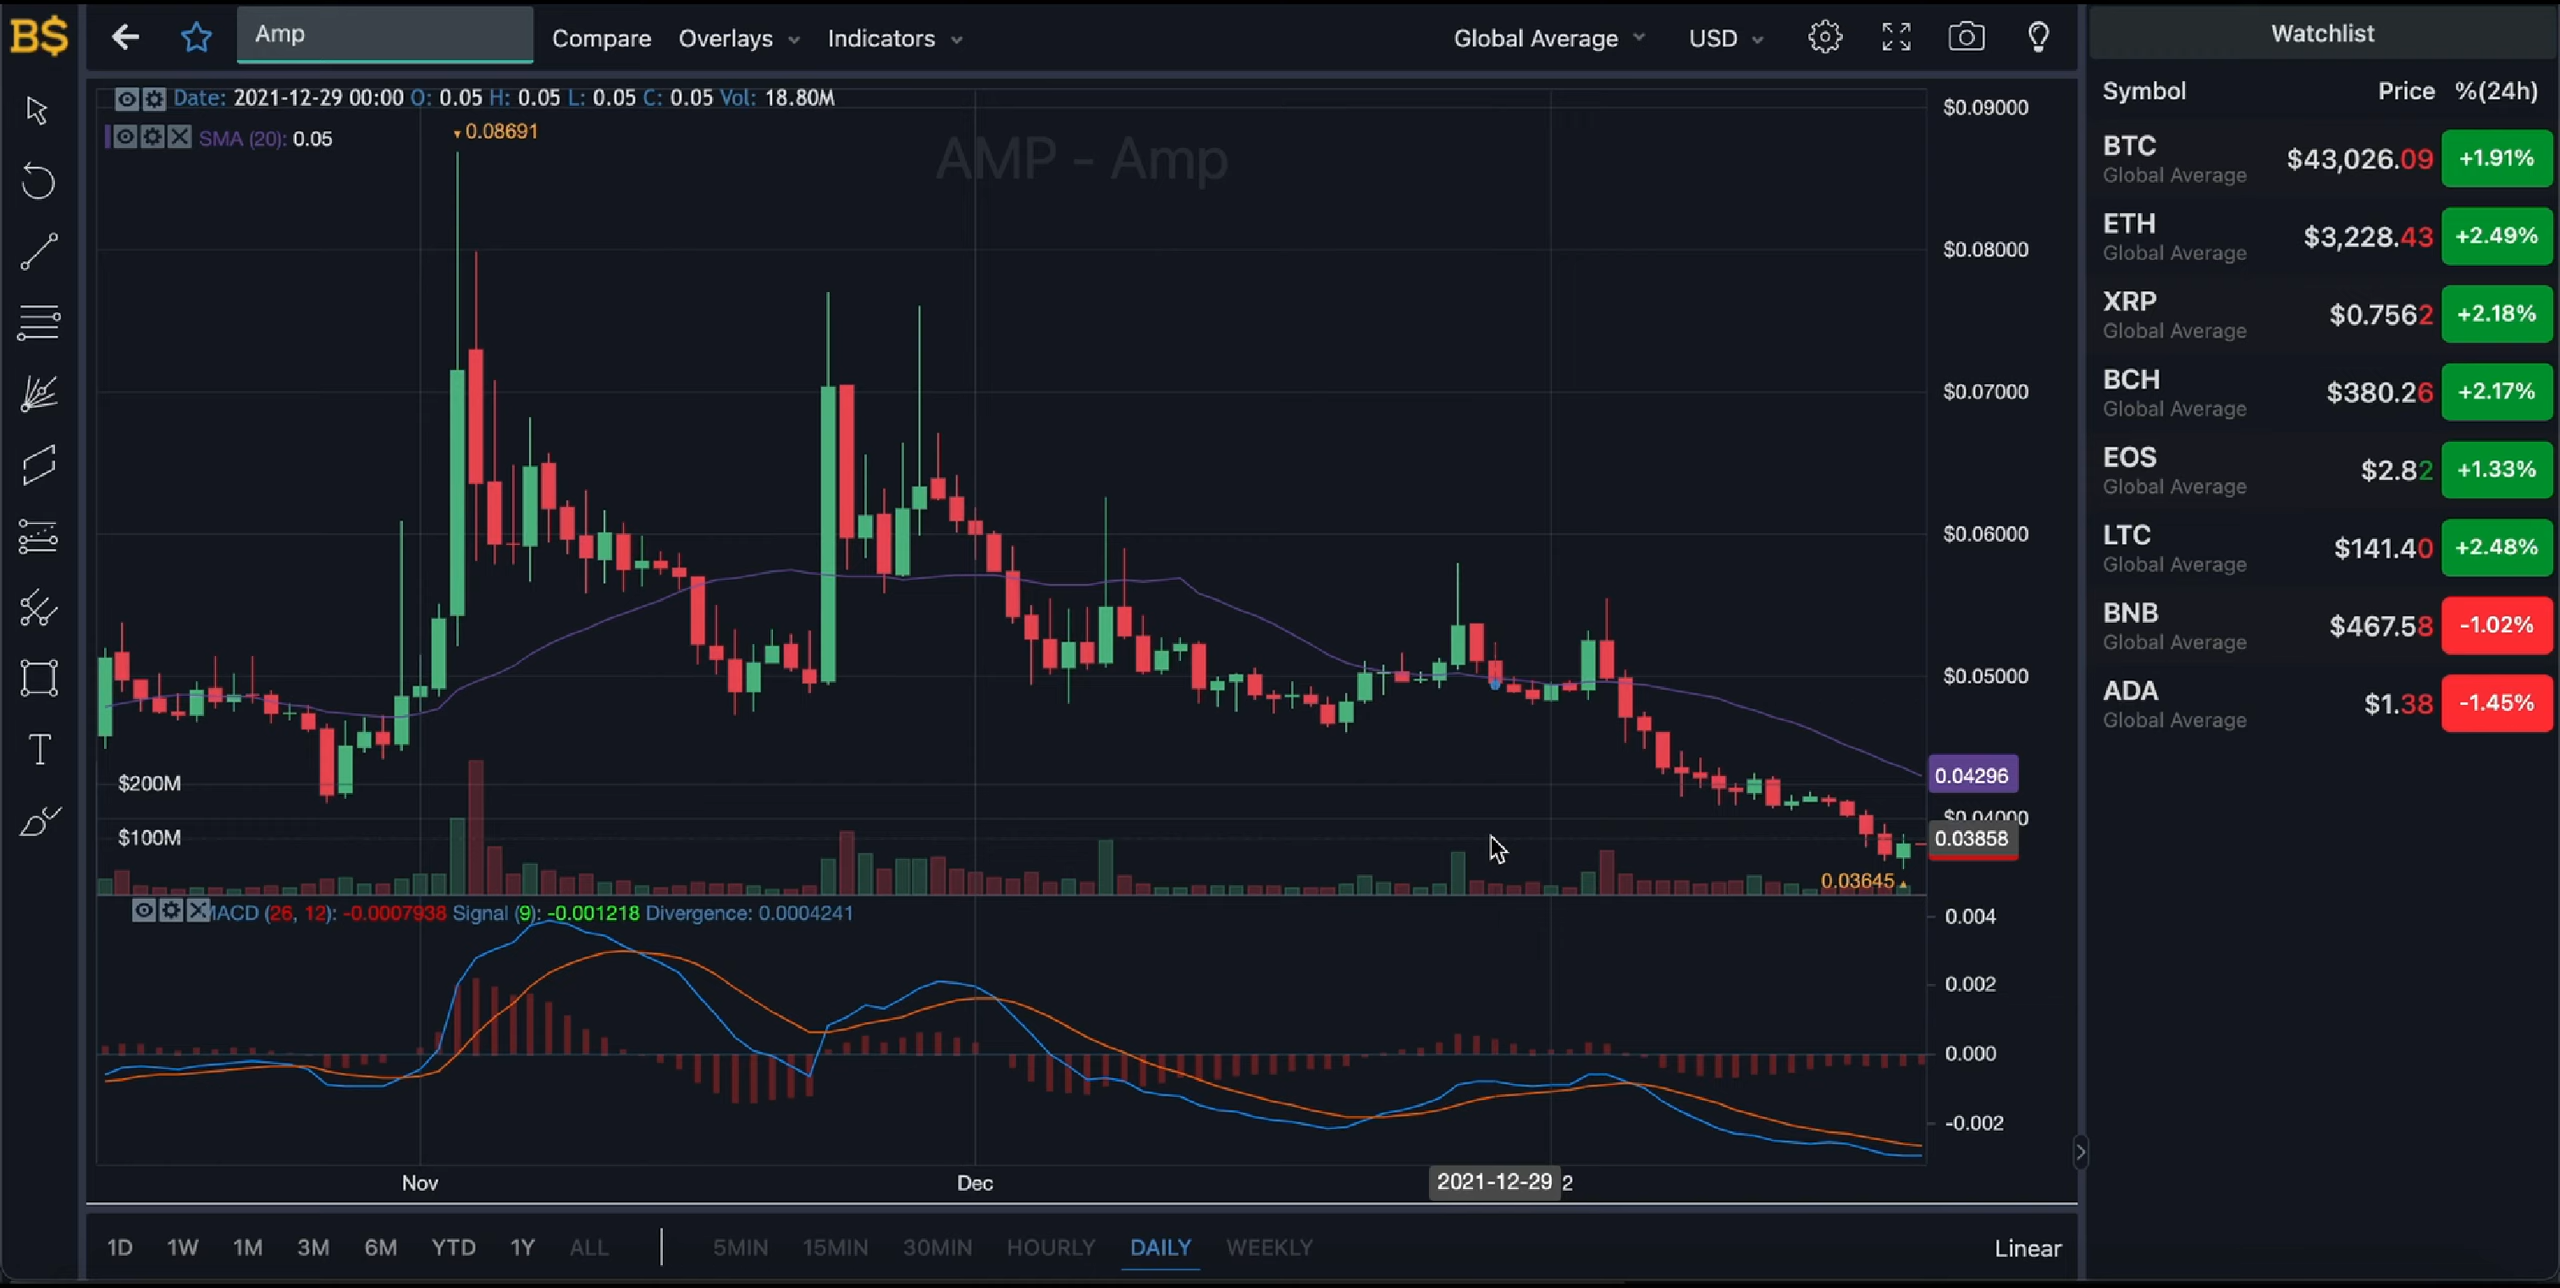 B$
Amp
Compare
Overlays
Indicators
Global Average
USD
Watchlist
Date: 2021-12-29 00:00 O: 0.05 H: 0.05 L: 0.05 C: 0.05 Vol: 18.80M
SMA (20): 0.05
0.08691
AMP - Amp
$0.09000
$0.08000
$0.07000
$0.06000
$0.05000
0.04296
$0.04000
0.03858
0.03645
$200M
$100M
MACD (26, 12): -0.0007938 Signal (9): -0.001218 Divergence: 0.0004241
0.004
0.002
0.000
-0.002
Nov
Dec
2021-12-29
2
1D 1W 1M 3M 6M YTD 1Y ALL
5MIN 15MIN 30MIN HOURLY DAILY WEEKLY
Linear
Symbol Price %(24h)
BTC $43,026.09 +1.91%
Global Average
ETH $3,228.43 +2.49%
Global Average
XRP $0.7562 +2.18%
Global Average
BCH $380.26 +2.17%
Global Average
EOS $2.82 +1.33%
Global Average
LTC $141.40 +2.48%
Global Average
BNB $467.58 -1.02%
Global Average
ADA $1.38 -1.45%
Global Average